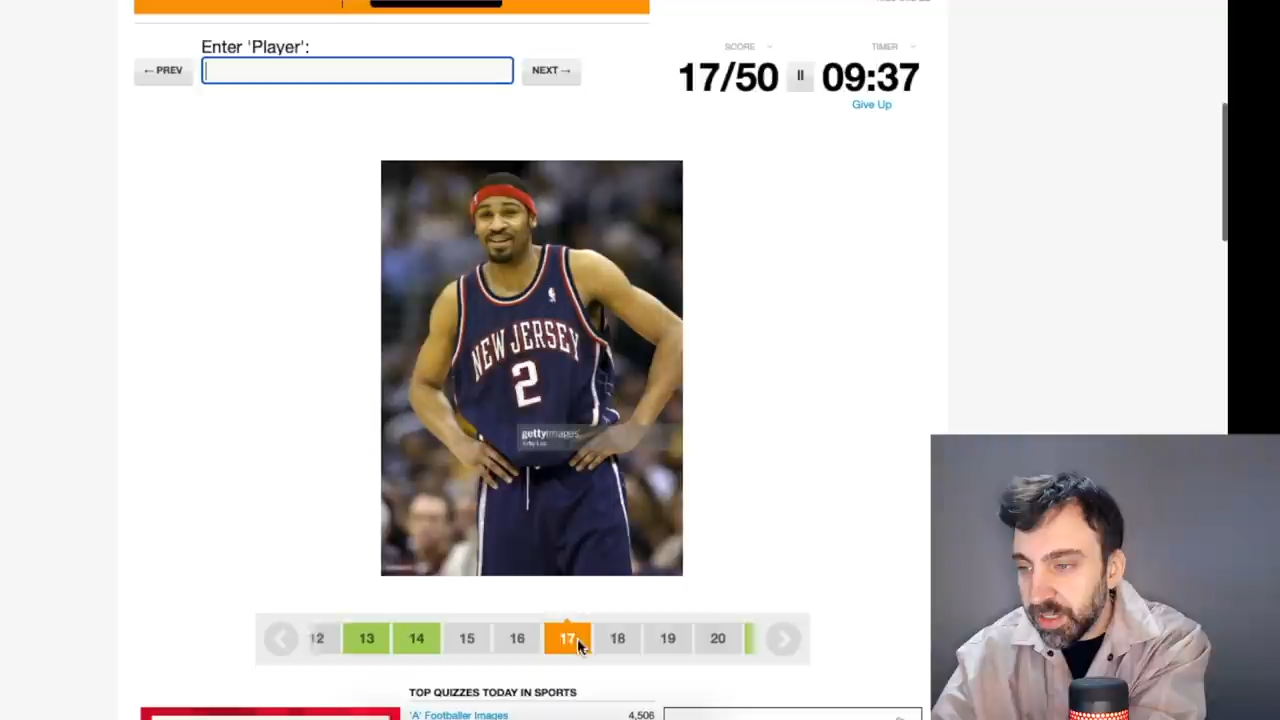 Enter 'Player':
← PREV
NEXT →
SCORE
TIMER
17/50
09:37
Give Up
NEW JERSEY
2
gettyimages
12
13
14
15
16
17
18
19
20
TOP QUIZZES TODAY IN SPORTS
'A' Footballer Images
4,506